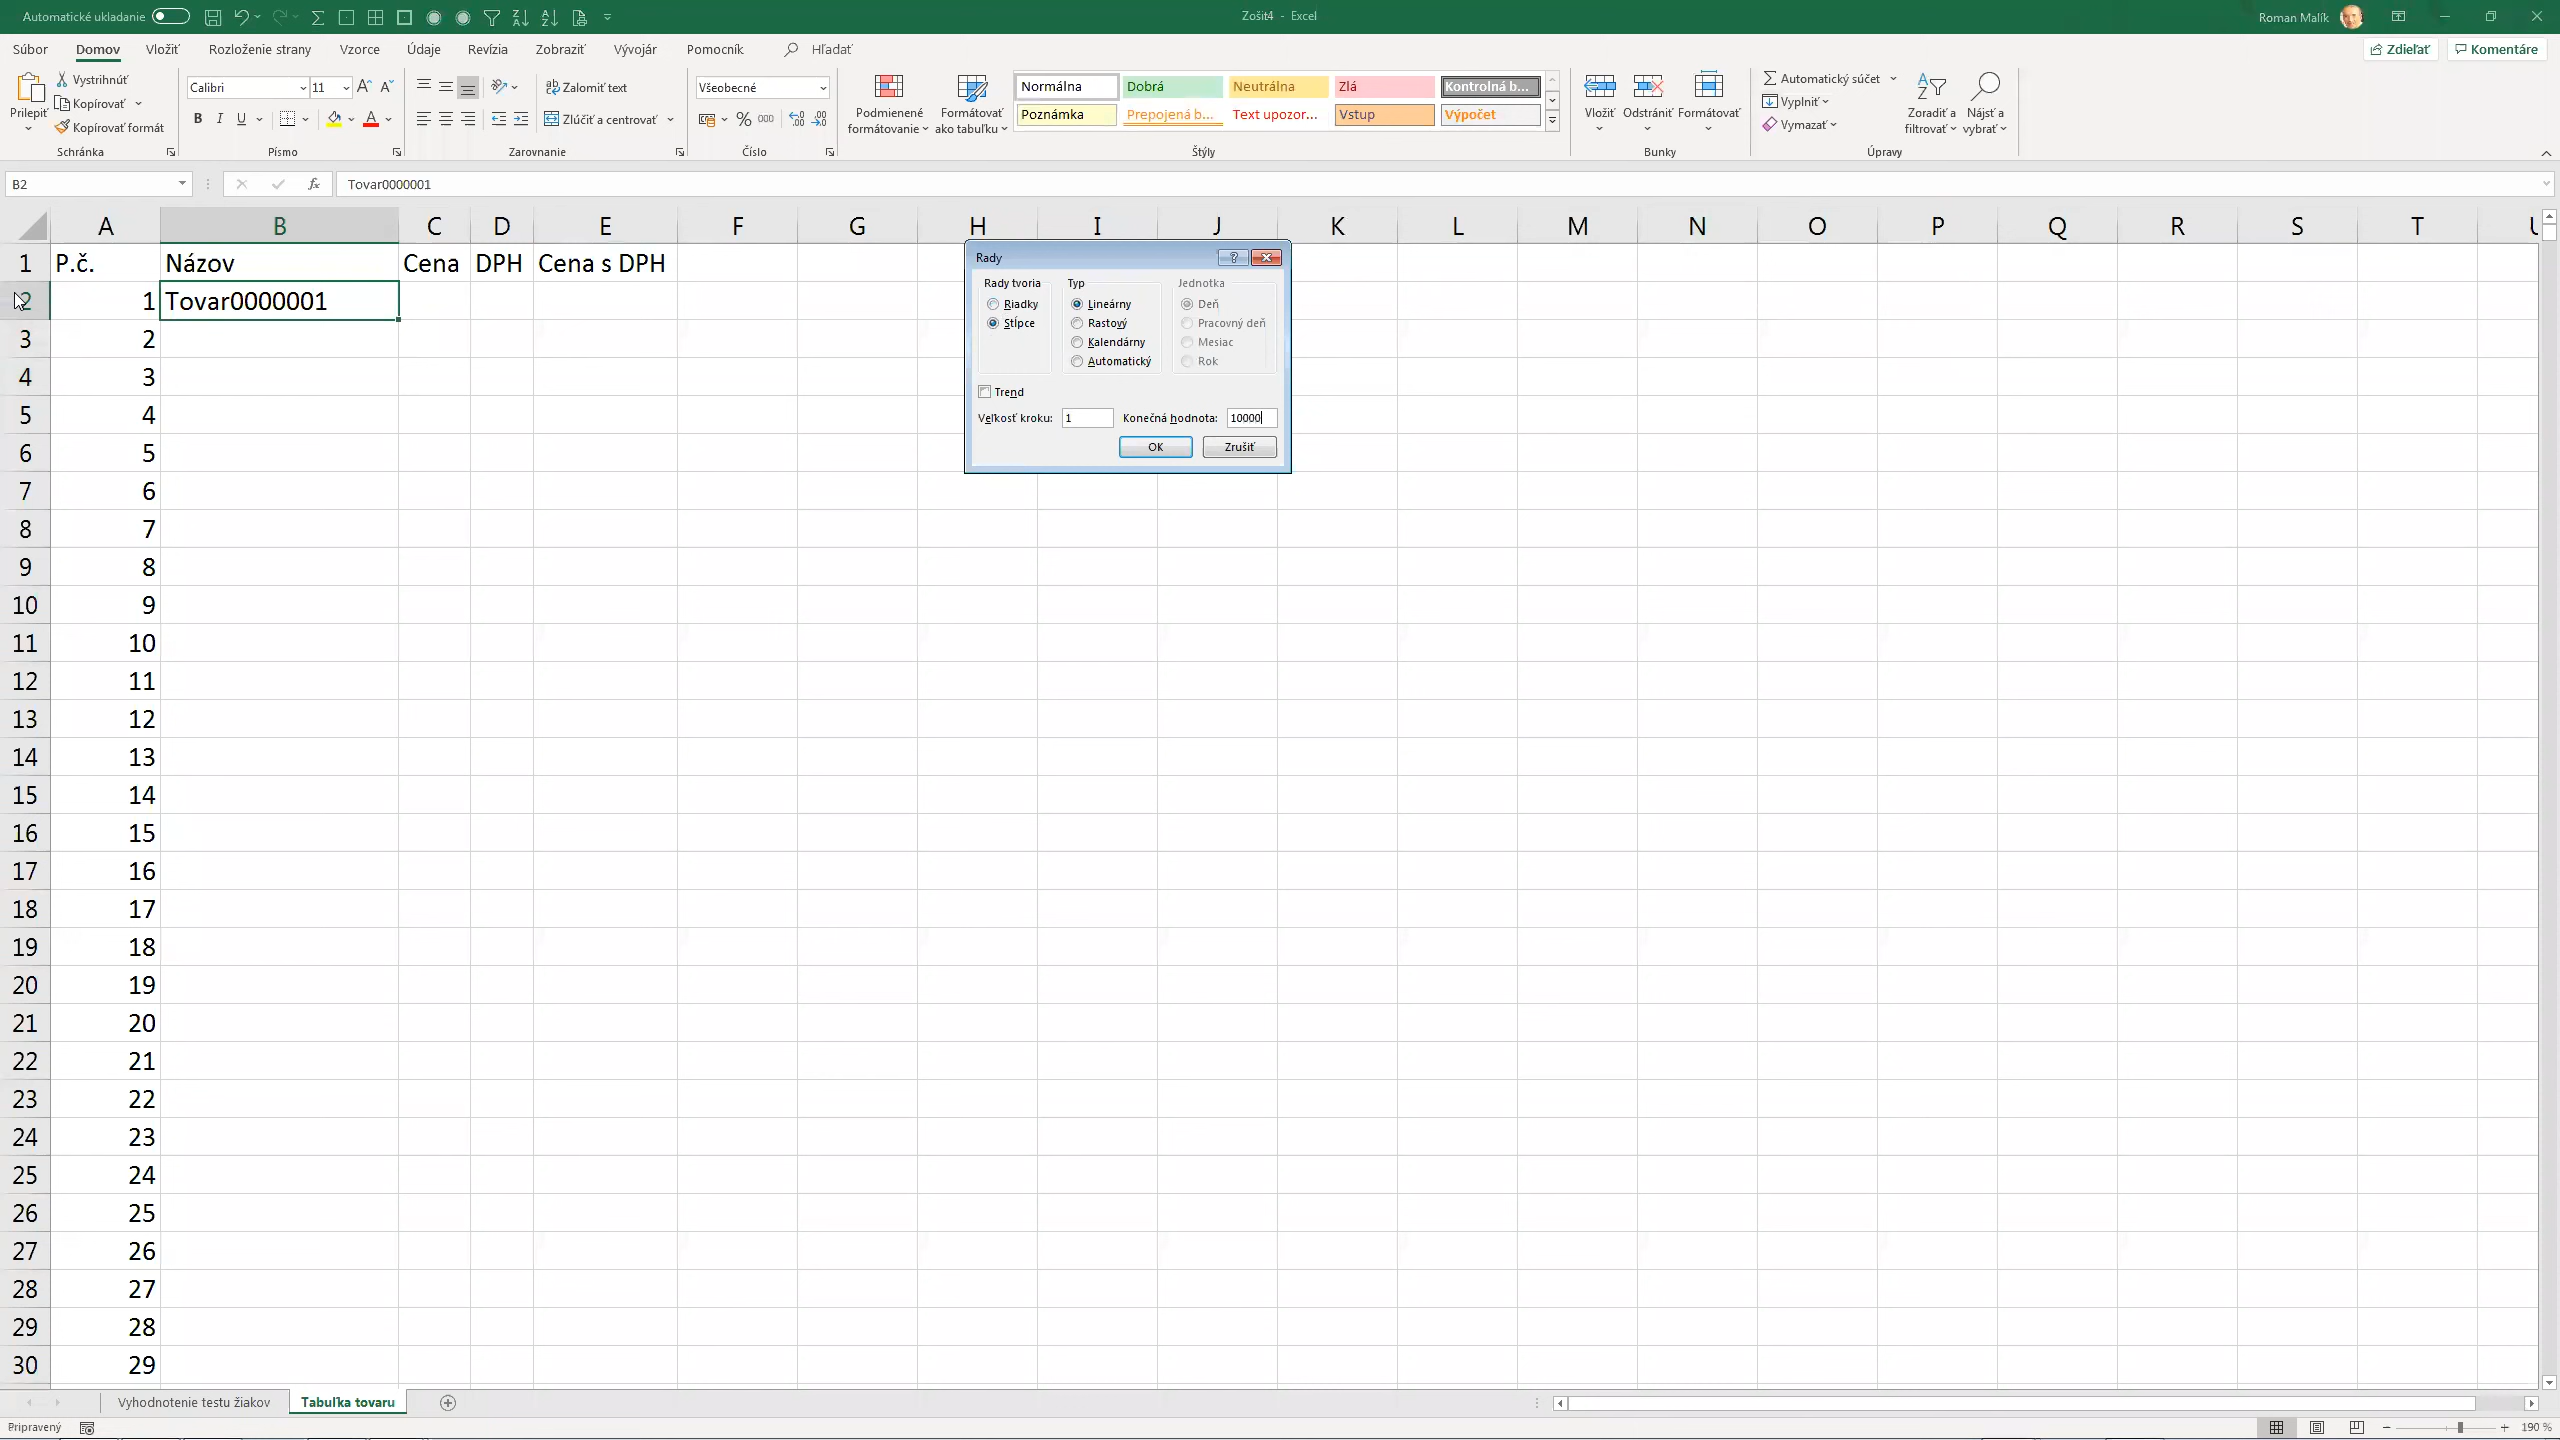 Automatické ukladanie
Zošit4 - Excel
Roman Malík
Súbor Domov Vložiť Rozloženie strany Vzorce Údaje Revízia Zobraziť Vývojár Pomocník Hľadať
Zdieľať Komentáre
Prilepiť
Vystrihnúť
Kopírovať
Kopírovať formát
Schránka
Calibri 11
B I U
Písmo
Zalomiť text
Zlúčiť a centrovať
Zarovnanie
Všeobecné
% 000
Číslo
Podmienené formátovanie
Formátovať ako tabuľku
Normálna Dobrá Neutrálna Zlá Kontrolná b...
Poznámka Prepojená b... Text upozor... Vstup Výpočet
Štýly
Vložiť Odstrániť Formátovať
Bunky
Automatický súčet
Vyplniť
Vymazať
Zoradiť a filtrovať
Nájsť a vybrať
Úpravy
B2 fx Tovar0000001
A B C D E F G H I J K L M N O P Q R S T U
1 P.č. Názov Cena DPH Cena s DPH
2 1 Tovar0000001
3 2
4 3
5 4
6 5
7 6
8 7
9 8
10 9
11 10
12 11
13 12
14 13
15 14
16 15
17 16
18 17
19 18
20 19
21 20
22 21
23 22
24 23
25 24
26 25
27 26
28 27
29 28
30 29
Rady
?
Rady tvoria
Riadky
Stĺpce
Typ
Lineárny
Rastový
Kalendárny
Automatický
Jednotka
Deň
Pracovný deň
Mesiac
Rok
Trend
Veľkosť kroku: 1 Konečná hodnota: 10000
OK Zrušiť
Vyhodnotenie testu žiakov Tabuľka tovaru
Pripravený
190 %